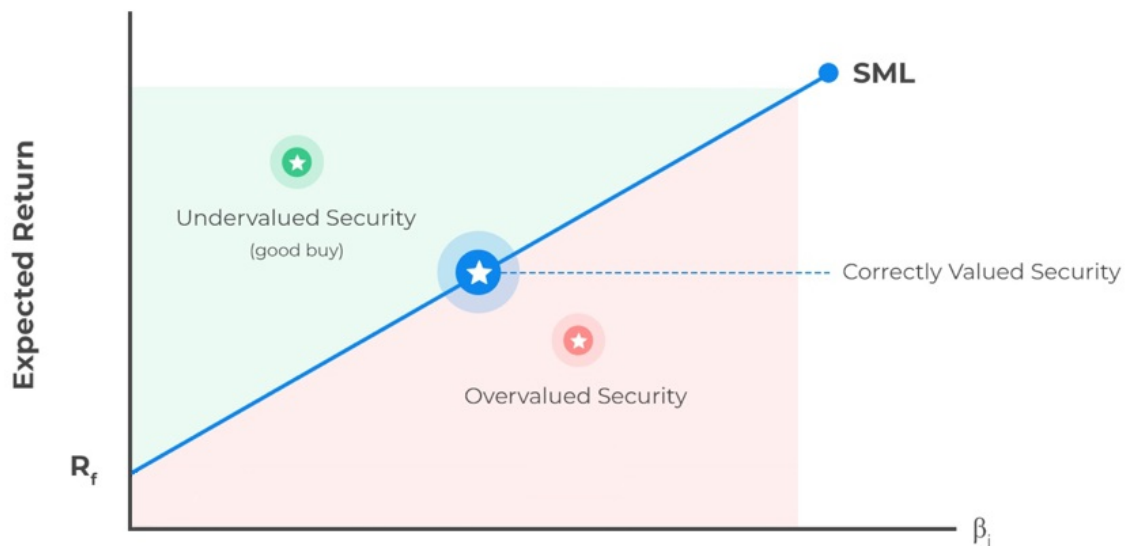 SML
Expected Return
Undervalued Security
(good buy)
Correctly Valued Security
Overvalued Security
Rf
βi